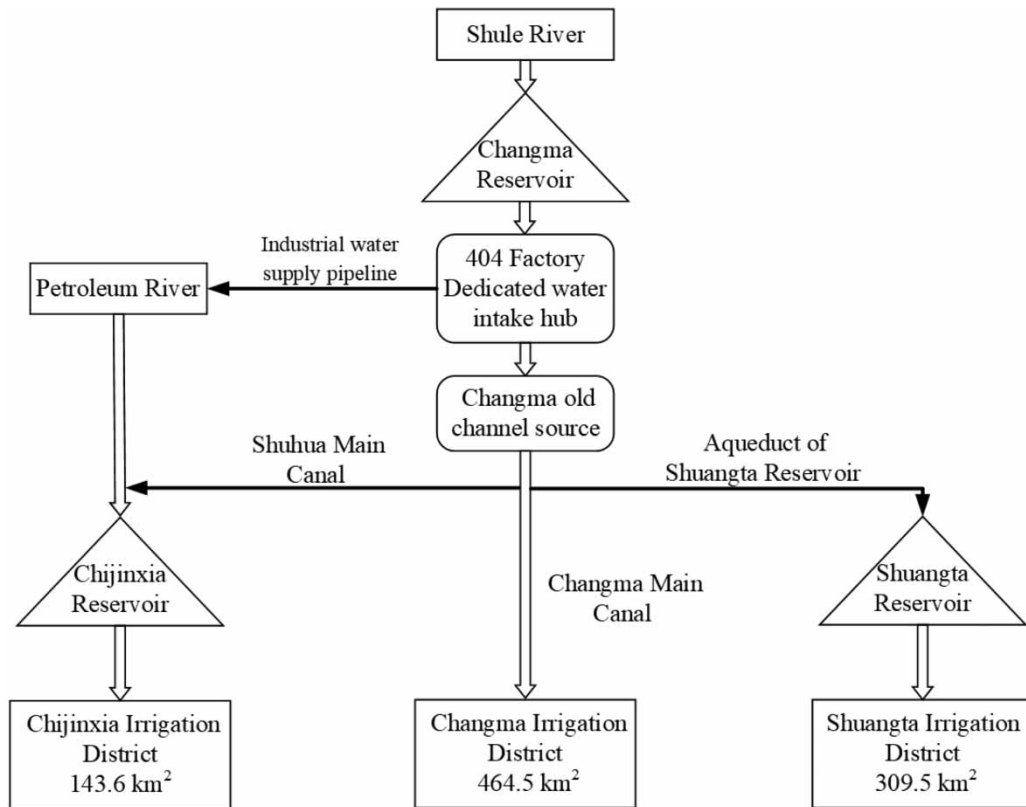 Shule River
Changma
Reservoir
Industrial water
supply pipeline
404 Factory
Dedicated water
intake hub
Petroleum River
Changma old
channel source
Shuhua Main
Canal
Aqueduct of
Shuangta Reservoir
Chijinxia
Reservoir
Changma Main
Canal
Shuangta
Reservoir
Chijinxia Irrigation
District
143.6 km²
Changma Irrigation
District
464.5 km²
Shuangta Irrigation
District
309.5 km²